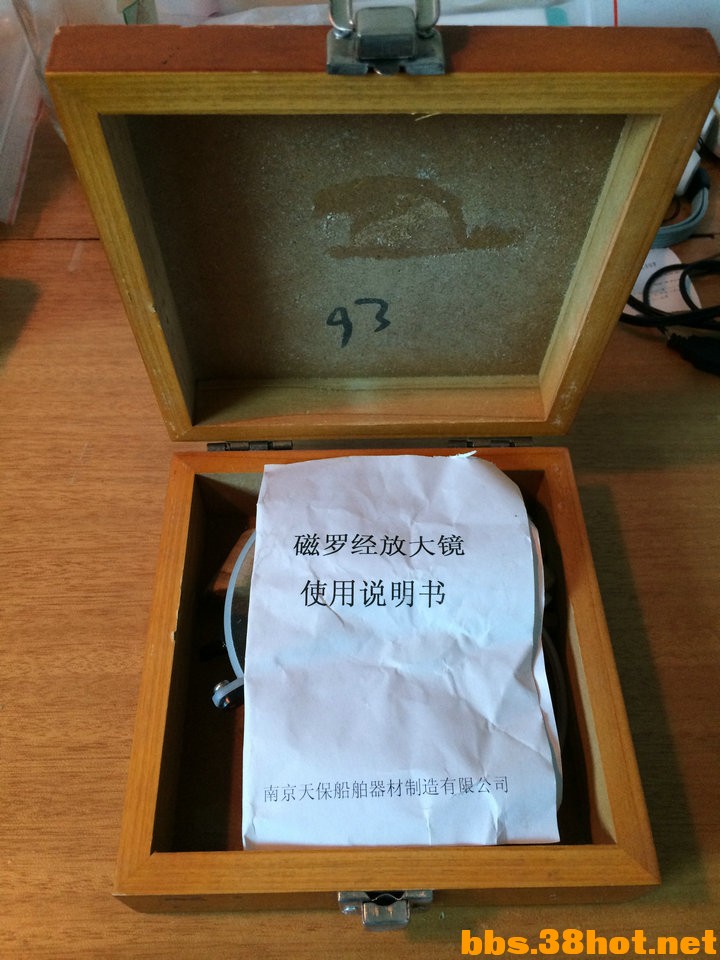 93
磁罗经放大镜
使用说明书
南京天保船舶器材制造有限公司
bbs.38hot.net